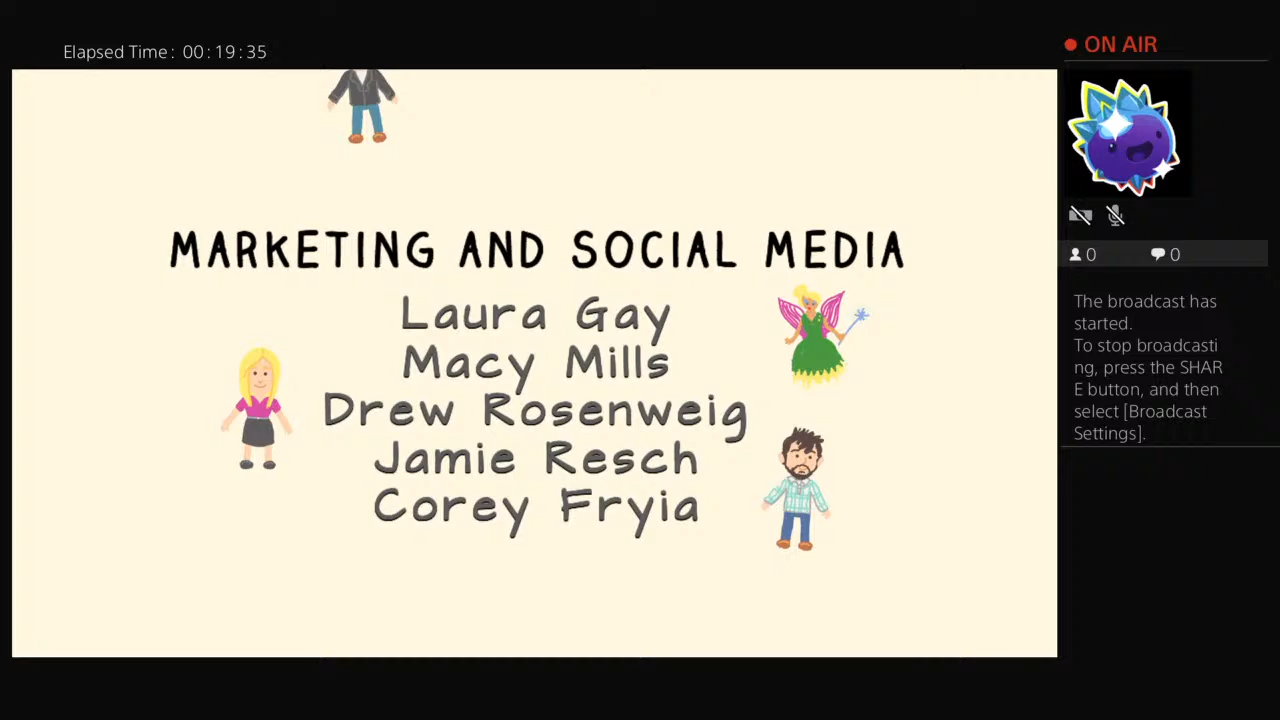 Elapsed Time: 00:19:35
ON AIR
MARKETING AND SOCIAL MEDIA
Laura Gay
Macy Mills
Drew Rosenweig
Jamie Resch
Corey Fryia
0 0
The broadcast has
started.
To stop broadcasti
ng, press the SHAR
E button, and then
select [Broadcast
Settings].